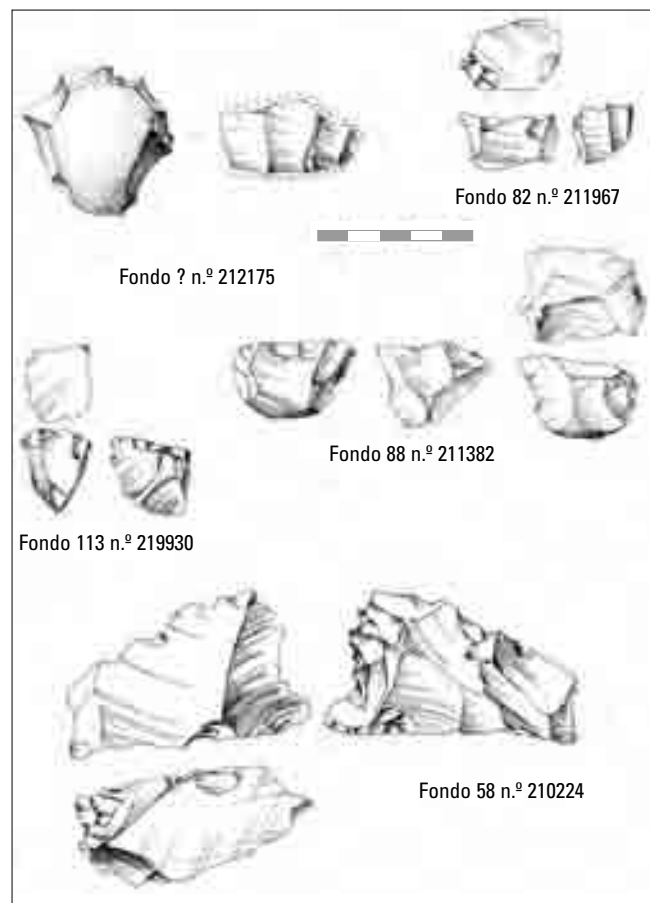 Fondo 82 n.º 211967
Fondo ? n.º 212175
Fondo 88 n.º 211382
Fondo 113 n.º 219930
Fondo 58 n.º 210224